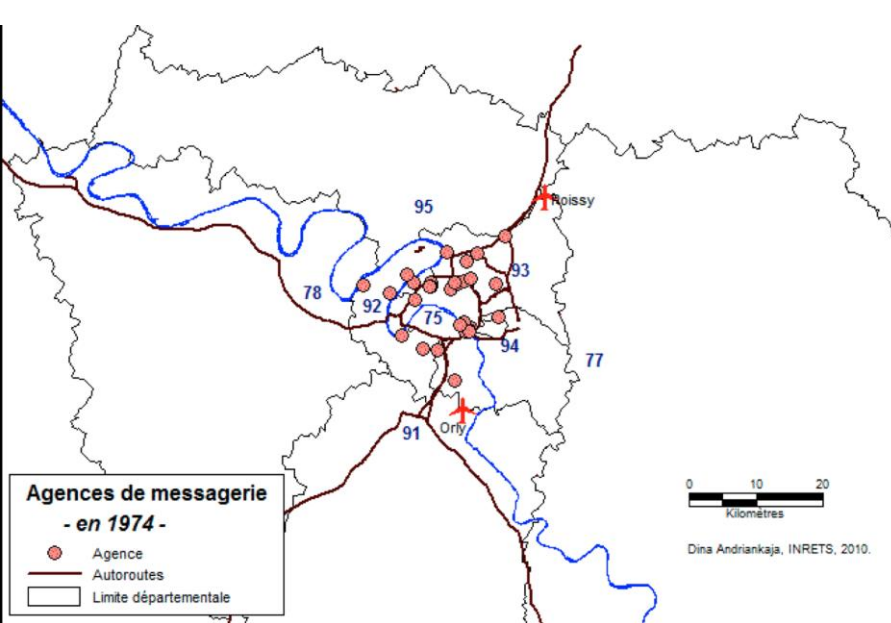 Roissy
95
93
78
92
75
94
77
91
Orly
Agences de messagerie
- en 1974 -
Agence
Autoroutes
Limite départementale
0 10 20
Kilomètres
Dina Andriankaja, INRETS, 2010.